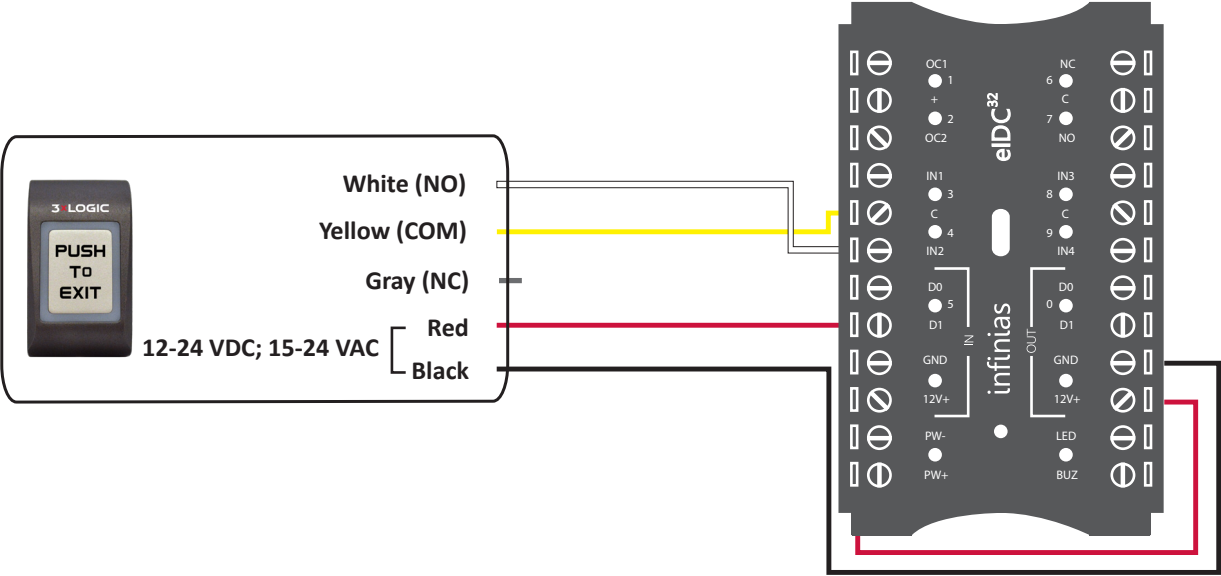 3xLOGIC
PUSH
TO
EXIT
White (NO)
Yellow (COM)
Gray (NC)
Red
12-24 VDC; 15-24 VAC
Black
OC1
1
+
2
OC2
IN1
3
C
4
IN2
D0
5
D1
IN
GND
12V+
PW-
PW+
eIDC32
infinias
NC
6
C
7
NO
IN3
8
C
9
IN4
D0
0
D1
OUT
GND
12V+
LED
BUZ